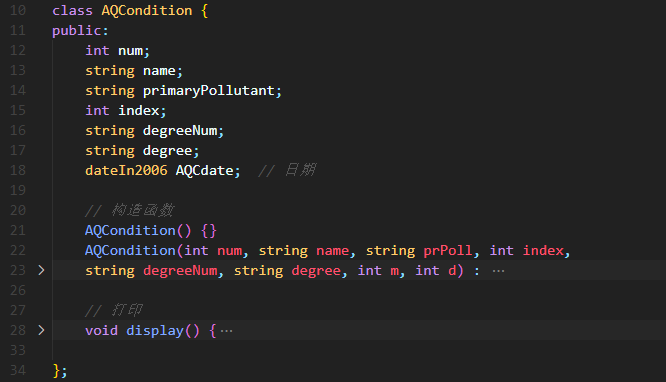 10 class AQCondition {
11 public:
12 int num;
13 string name;
14 string primaryPollutant;
15 int index;
16 string degreeNum;
17 string degree;
18 dateIn2006 AQCdate; // 日期
19
20 // 构造函数
21 AQCondition() {}
22 AQCondition(int num, string name, string prPoll, int index,
23 > string degreeNum, string degree, int m, int d) : ⋯
26
27 // 打印
28 > void display() {⋯
33
34 };